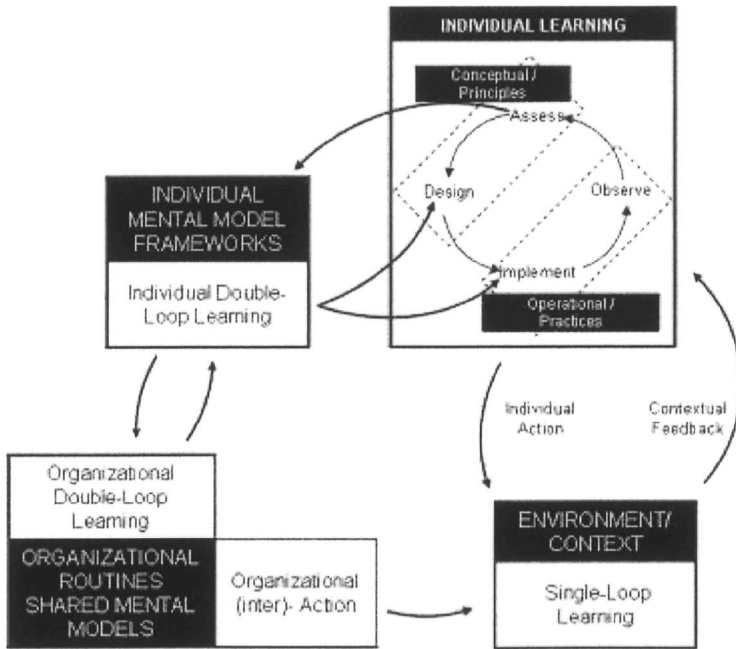 INDIVIDUAL LEARNING
Conceptual /
Principles
Assess
Design
Observe
Implement
Operational /
Practices
INDIVIDUAL
MENTAL MODEL
FRAMEWORKS
Individual Double-
Loop Learning
Individual
Action
Contextual
Feedback
Organizational
Double-Loop
Learning
ORGANIZATIONAL
ROUTINES
SHARED MENTAL
MODELS
Organizational
(inter)- Action
ENVIRONMENT/
CONTEXT
Single-Loop
Learning